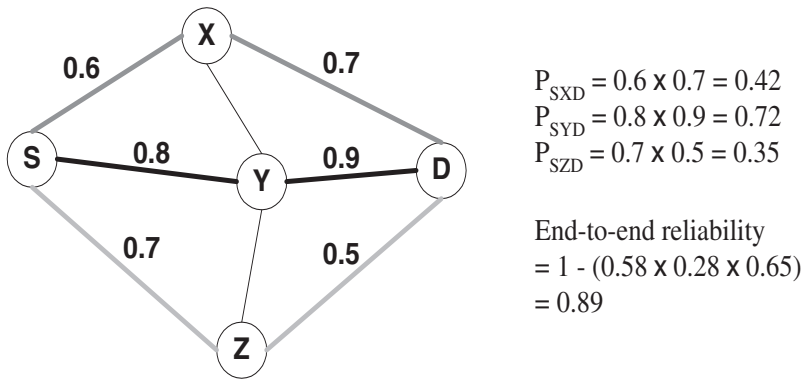 X
0.6
0.7
S
0.8
Y
0.9
D
0.7
0.5
Z
P_SXD = 0.6 x 0.7 = 0.42
P_SYD = 0.8 x 0.9 = 0.72
P_SZD = 0.7 x 0.5 = 0.35
End-to-end reliability
= 1 - (0.58 x 0.28 x 0.65)
= 0.89